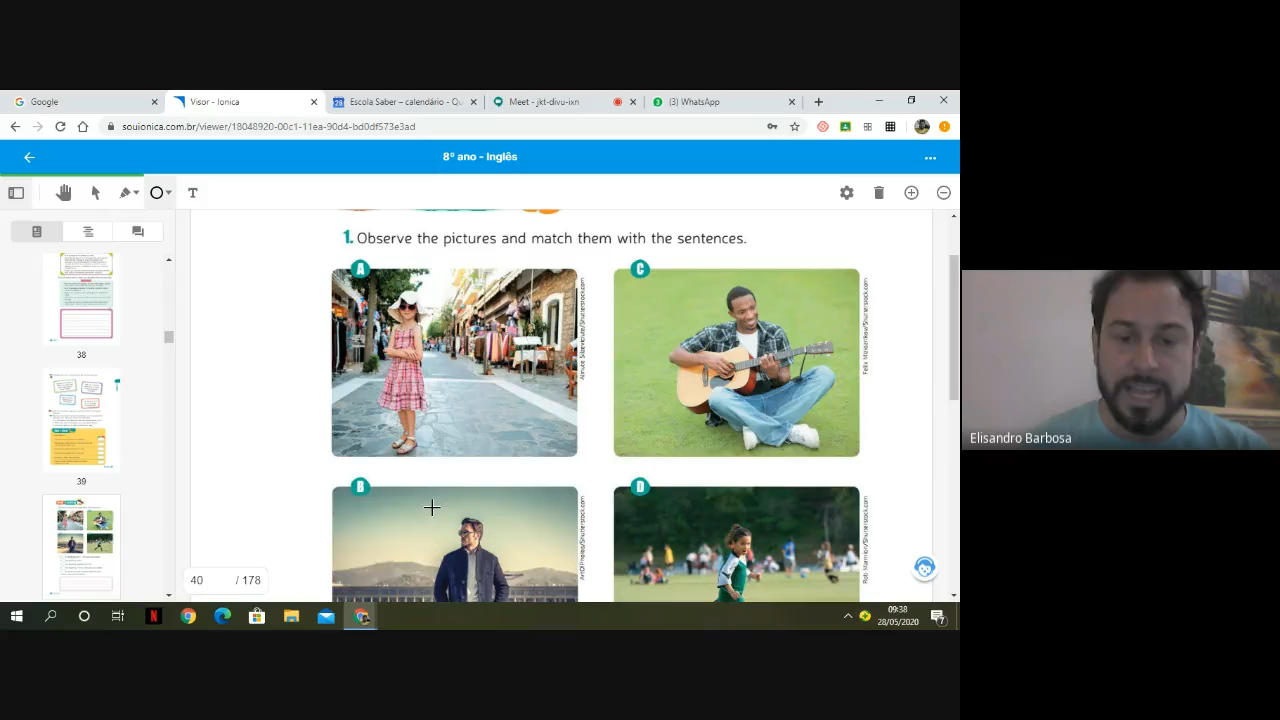 Google
Visor - Ionica
Escola Saber – calendário - Qu
Meet - jkt-divu-ixn
(3) WhatsApp
souionica.com.br/viewer/18048920-00c1-11ea-90d4-bd0df573e3ad
8º ano - Inglês
T
1. Observe the pictures and match them with the sentences.
A
C
B
D
38
39
40 / 178
Elisandro Barbosa
09:38
28/05/2020